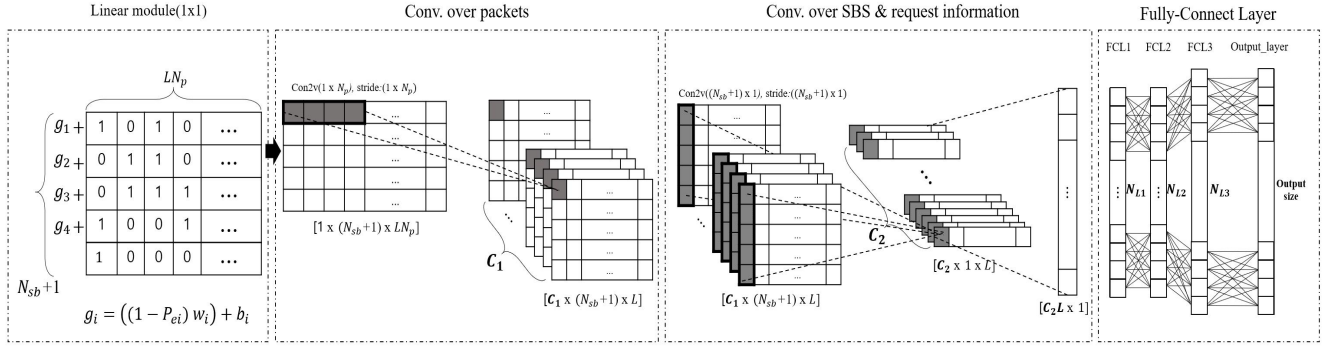 Linear module(1x1)
LN_p
g_1 + 1 0 1 0 ...
g_2 + 0 1 1 0 ...
g_3 + 0 1 1 1 ...
g_4 + 1 0 0 1 ...
1 0 0 0 ...
N_sb+1
g_i = ((1 − P_ei) w_i) + b_i
Conv. over packets
Con2v(1 x N_p), stride:(1 x N_p)
...
...
...
...
...
[1 x (N_sb+1) x LN_p]
...
...
...
...
...
...
...
⋱
C_1
[C_1 x (N_sb+1) x L]
Conv. over SBS & request information
Con2v((N_sb+1) x 1), stride:((N_sb+1) x 1)
...
...
...
...
...
...
...
⋱
[C_1 x (N_sb+1) x L]
...
⋱
C_2
...
[C_2 x 1 x L]
⋮
[C_2L x 1]
Fully-Connect Layer
FCL1 FCL2 FCL3 Output_layer
⋮ N_L1 ⋮ N_L2 N_L3 Output
size